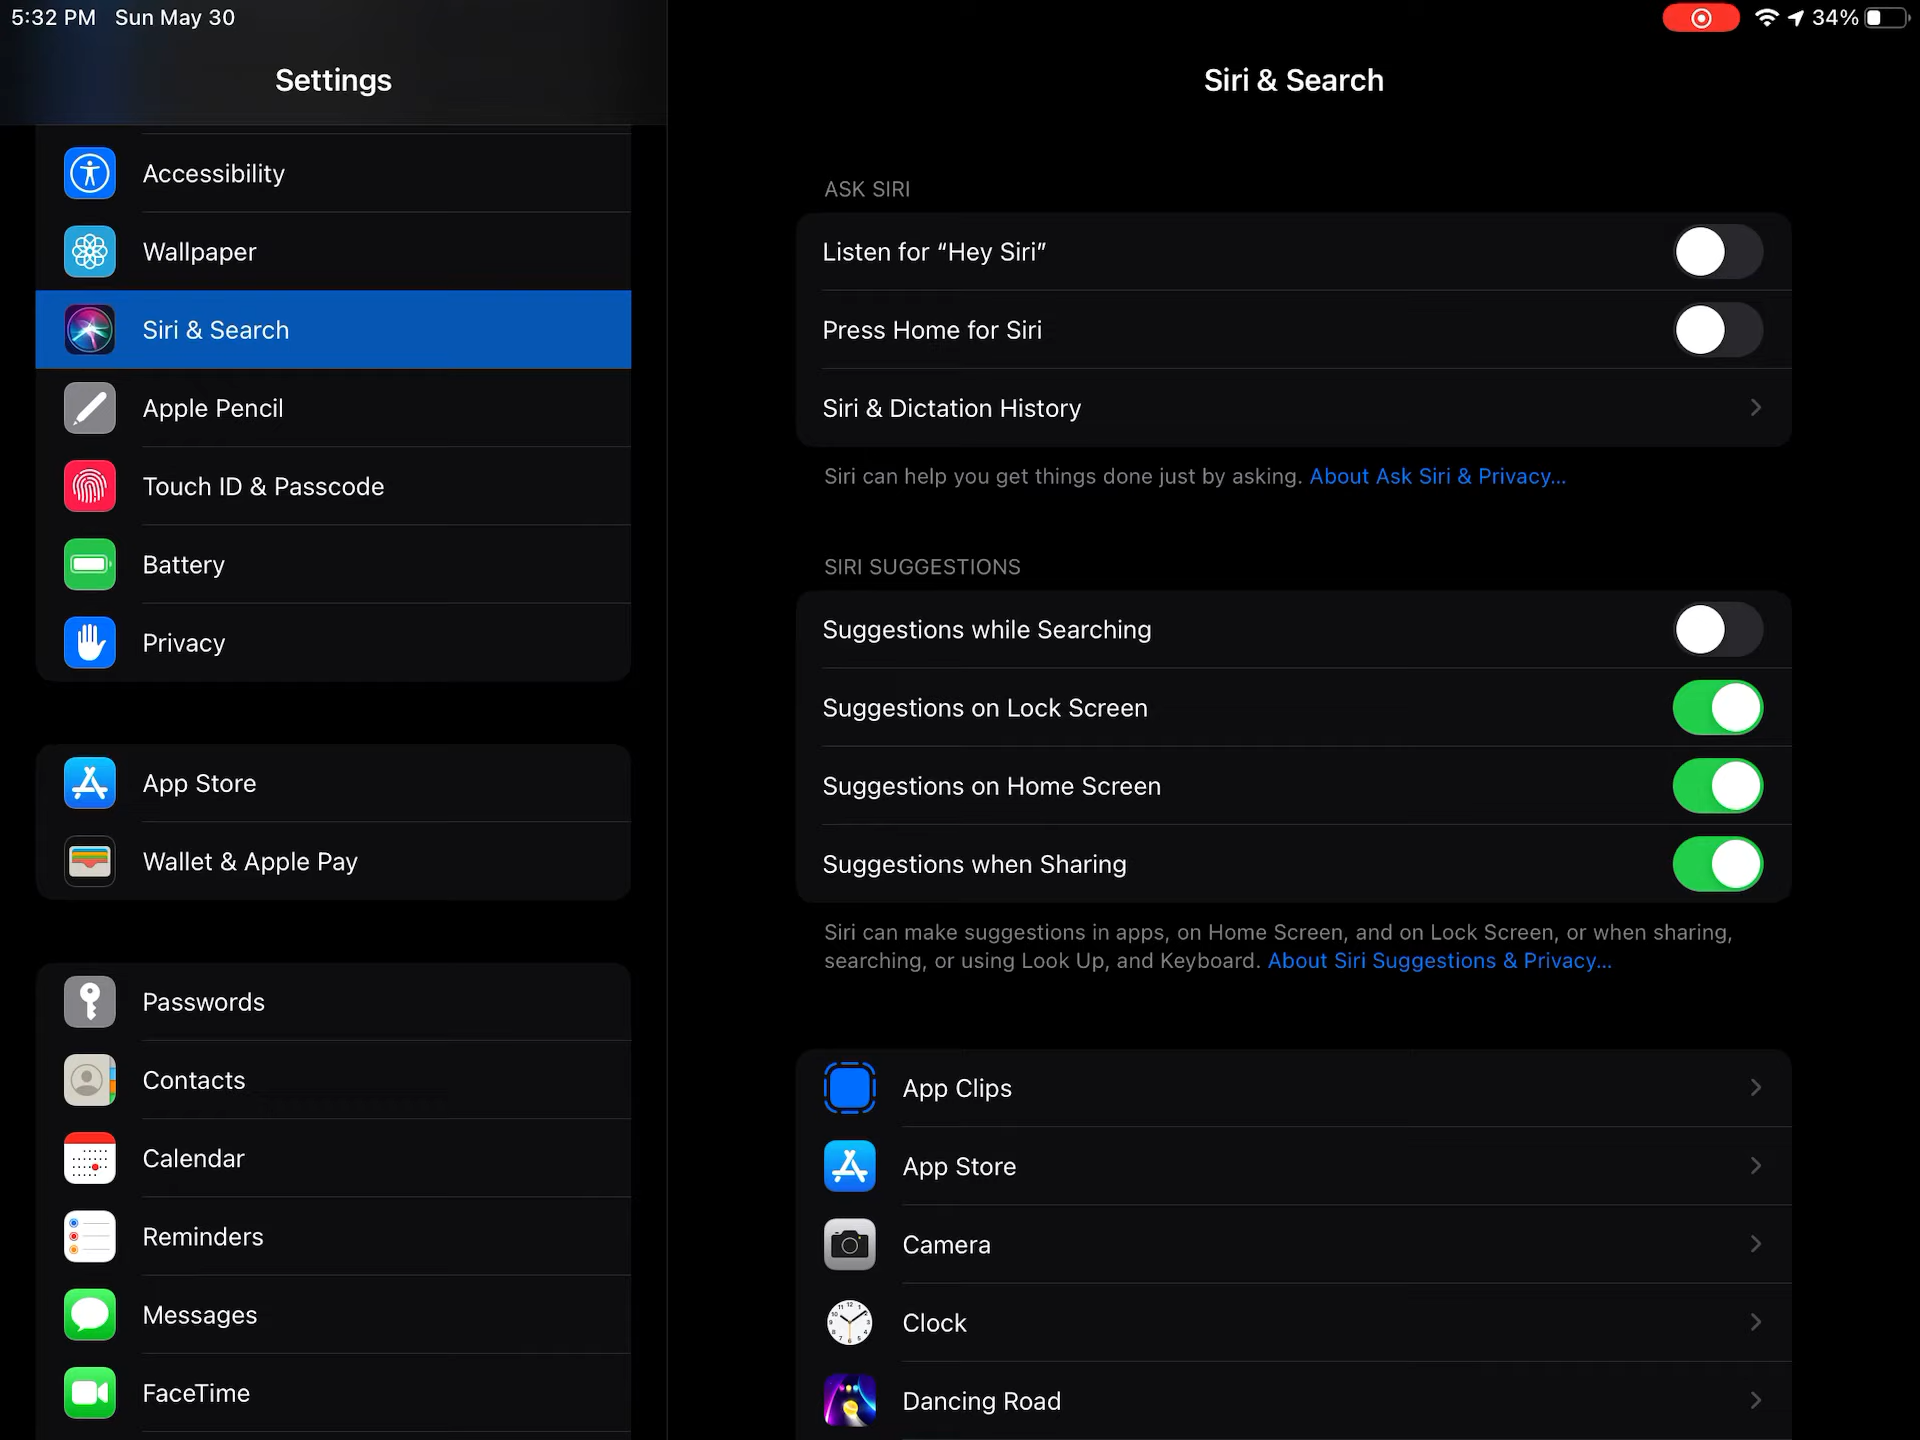 5:32 PM Sun May 30
34%
Settings
Accessibility
Wallpaper
Siri & Search
Apple Pencil
Touch ID & Passcode
Battery
Privacy
App Store
Wallet & Apple Pay
Passwords
Contacts
Calendar
Reminders
Messages
FaceTime
Siri & Search
ASK SIRI
Listen for “Hey Siri”
Press Home for Siri
Siri & Dictation History
Siri can help you get things done just by asking. About Ask Siri & Privacy...
SIRI SUGGESTIONS
Suggestions while Searching
Suggestions on Lock Screen
Suggestions on Home Screen
Suggestions when Sharing
Siri can make suggestions in apps, on Home Screen, and on Lock Screen, or when sharing,
searching, or using Look Up, and Keyboard. About Siri Suggestions & Privacy...
App Clips
App Store
Camera
Clock
Dancing Road